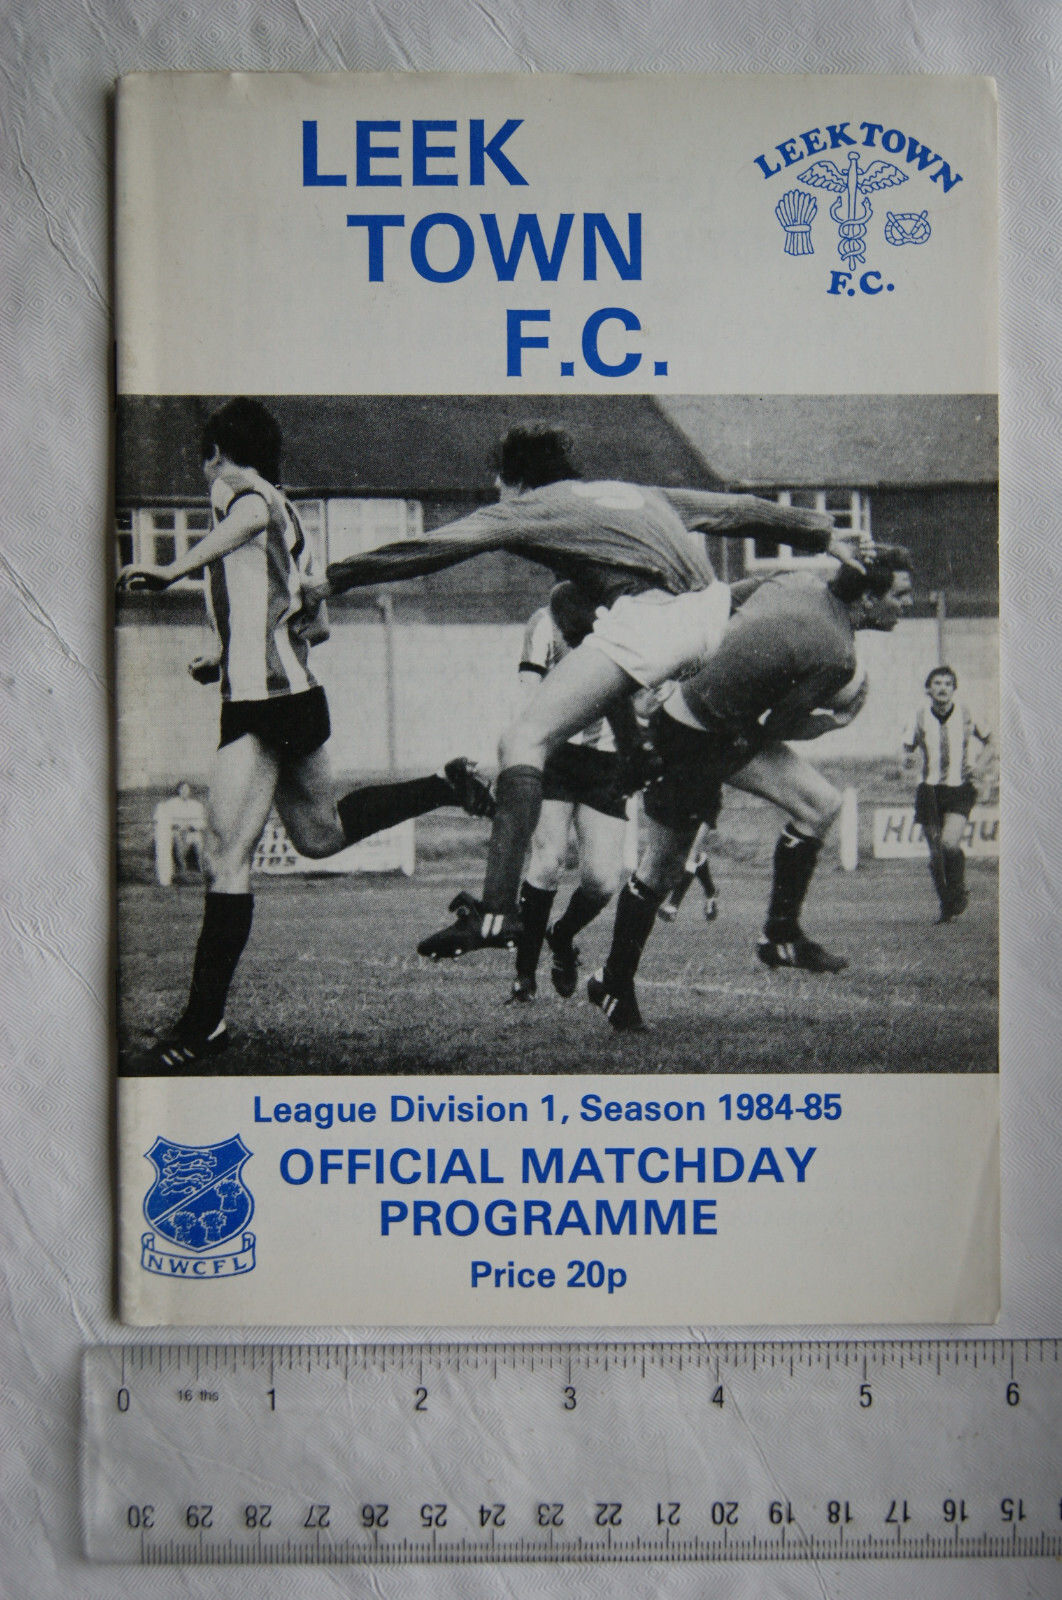 LEEK
TOWN
F.C.
LEEK TOWN
F.C.
League Division 1, Season 1984-85
OFFICIAL MATCHDAY
PROGRAMME
Price 20p
NWCFL
0 16 ths 1 2 3 4 5 6
30 29 28 27 26 25 24 23 22 21 20 19 18 17 16 15